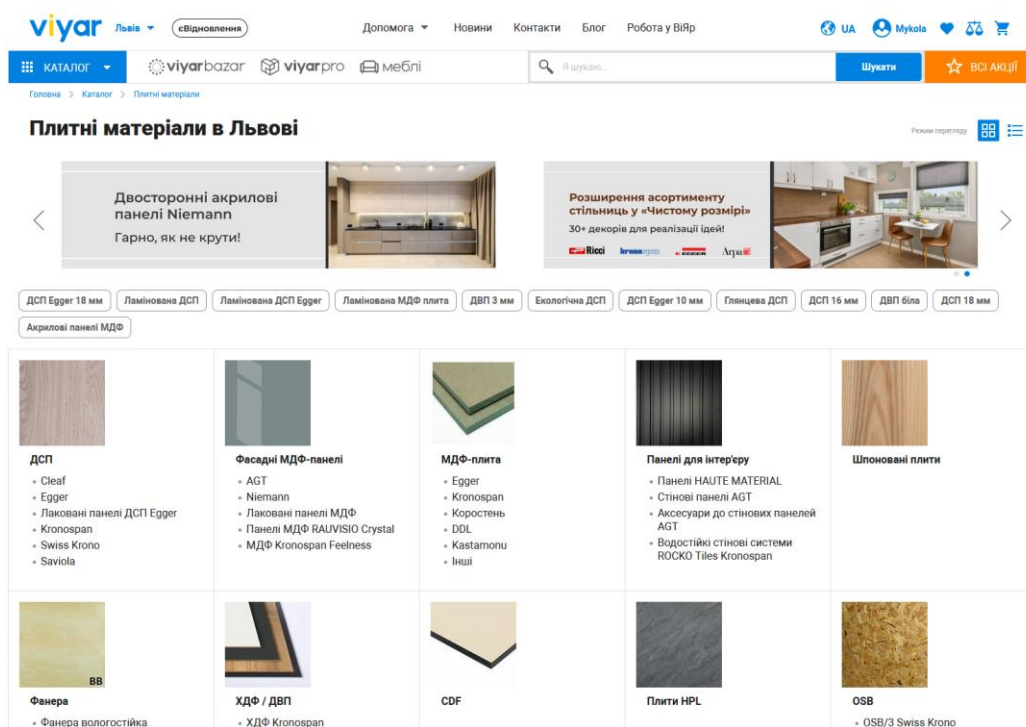 viyar Львів єВідновлення Допомога Новини Контакти Блог Робота у ВіЯр UA Mykola
КАТАЛОГ viyarbazar viyarpro меблі Я шукаю... Шукати ВСІ АКЦІЇ
Головна > Каталог > Плитні матеріали
Плитні матеріали в Львові
Режим перегляду
Двосторонні акрилові
панелі Niemann
Гарно, як не крути!
Розширення асортименту
стільниць у «Чистому розмірі»
30+ декорів для реалізації ідей!
Ricci kronospan EGGER Arpa
ДСП Egger 18 мм Ламінована ДСП Ламінована ДСП Egger Ламінована МДФ плита ДВП 3 мм Екологічна ДСП ДСП Egger 10 мм Глянцева ДСП ДСП 16 мм ДВП біла ДСП 18 мм
Акрилові панелі МДФ
ДСП
Cleaf
Egger
Лаковані панелі ДСП Egger
Kronospan
Swiss Krono
Saviola
Фасадні МДФ-панелі
AGT
Niemann
Лаковані панелі МДФ
Панелі МДФ RAUVISIO Crystal
МДФ Kronospan Feelness
МДФ-плита
Egger
Kronospan
Коростень
DDL
Kastamonu
Інші
Панелі для інтер'єру
Панелі HAUTE MATERIAL
Стінові панелі AGT
Аксесуари до стінових панелей
AGT
Водостійкі стінові системи
ROCKO Tiles Kronospan
Шпоновані плити
BB
Фанера
Фанера вологостійка
ХДФ / ДВП
ХДФ Kronospan
CDF
Плити HPL
OSB
OSB/3 Swiss Krono